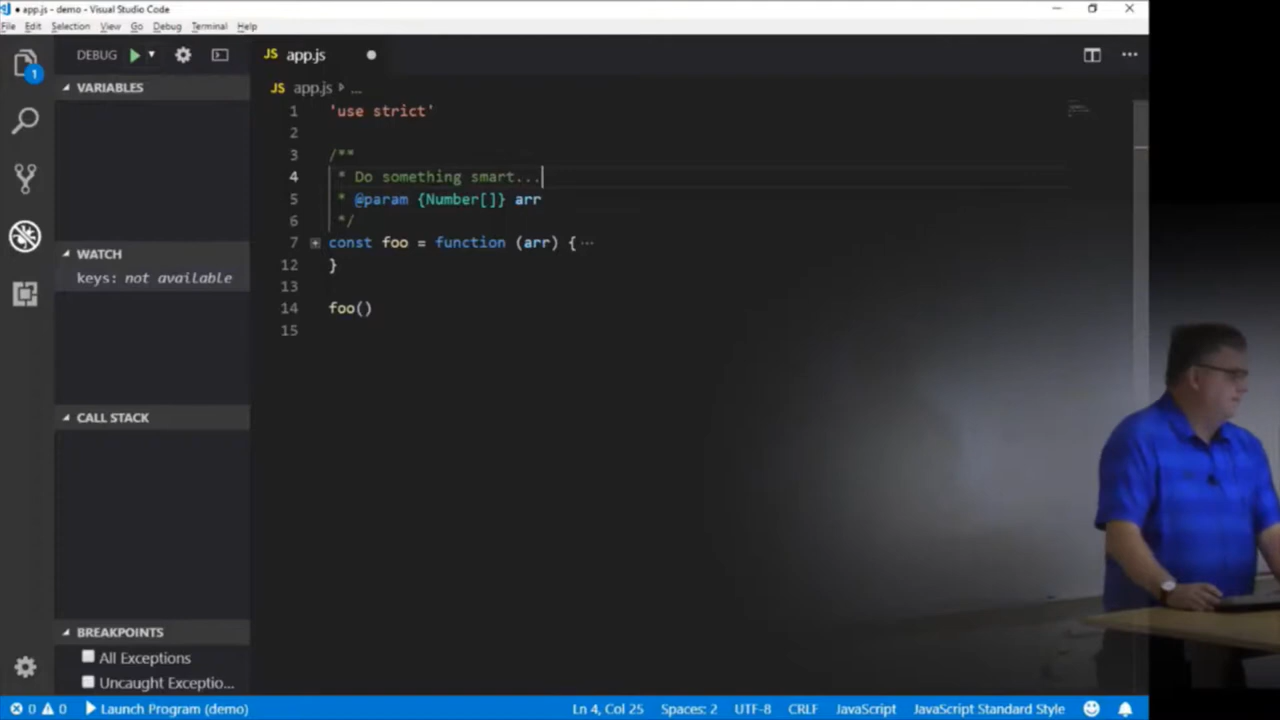 ● app.js - demo - Visual Studio Code
File Edit Selection View Go Debug Terminal Help
1
DEBUG
VARIABLES
WATCH
keys: not available
CALL STACK
BREAKPOINTS
All Exceptions
Uncaught Exceptio...
JS app.js ●
JS app.js ...
1 'use strict'
2
3 /**
4 * Do something smart...
5 * @param {Number[]} arr
6 */
7 const foo = function (arr) { ...
12 }
13
14 foo()
15
0 0 Launch Program (demo) Ln 4, Col 25 Spaces: 2 UTF-8 CRLF JavaScript JavaScript Standard Style